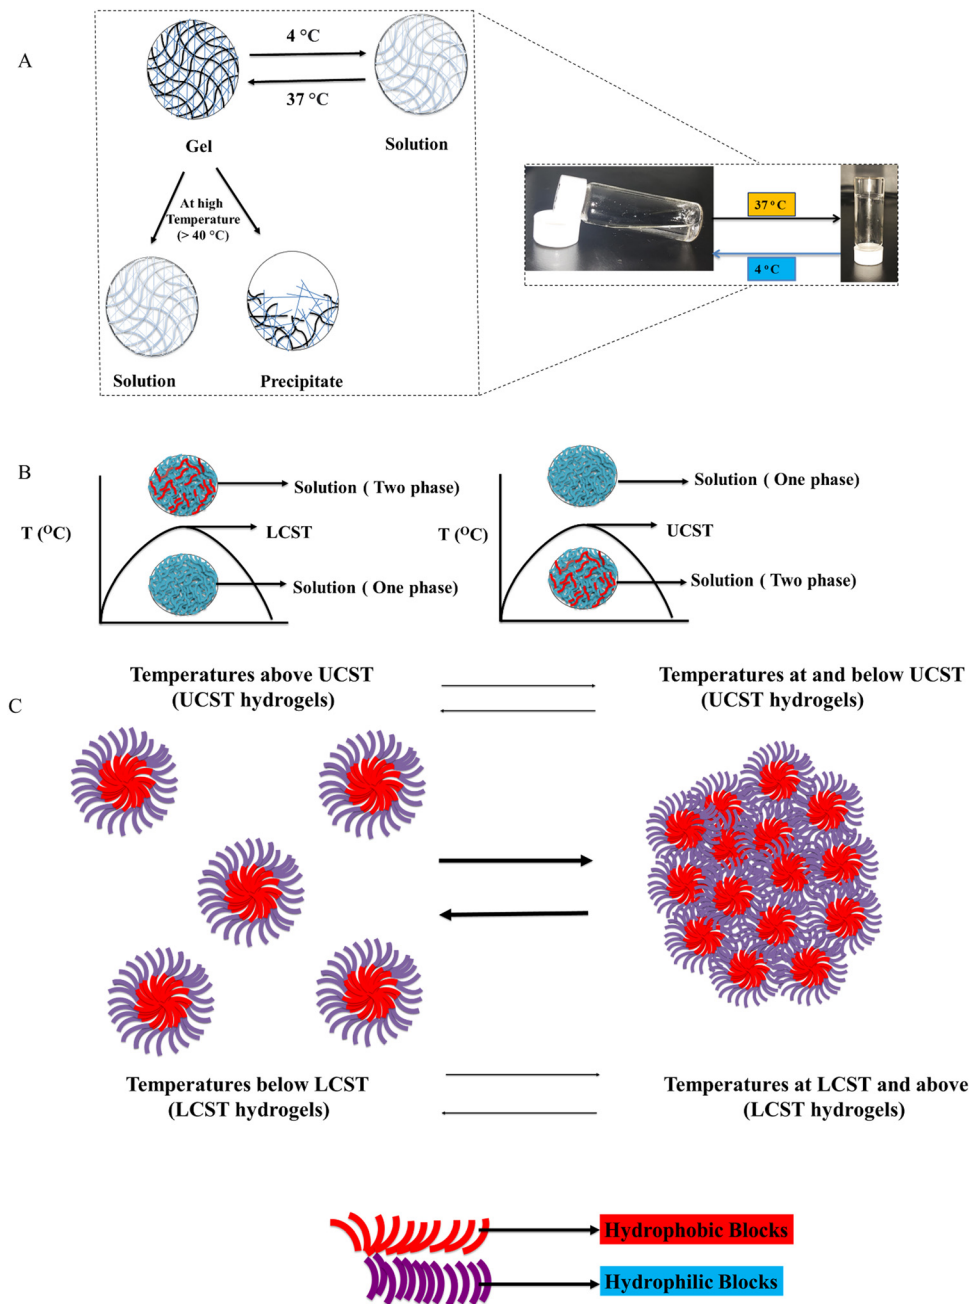 A
4 °C
37 °C
Gel
Solution
At high
Temperature
(> 40 °C)
Solution
Precipitate
37 ° C
4 ° C
B
T (⁰C)
Solution ( Two phase)
LCST
Solution ( One phase)
T (⁰C)
Solution ( One phase)
UCST
Solution ( Two phase)
Temperatures above UCST
(UCST hydrogels)
Temperatures at and below UCST
(UCST hydrogels)
C
Temperatures below LCST
(LCST hydrogels)
Temperatures at LCST and above
(LCST hydrogels)
Hydrophobic Blocks
Hydrophilic Blocks